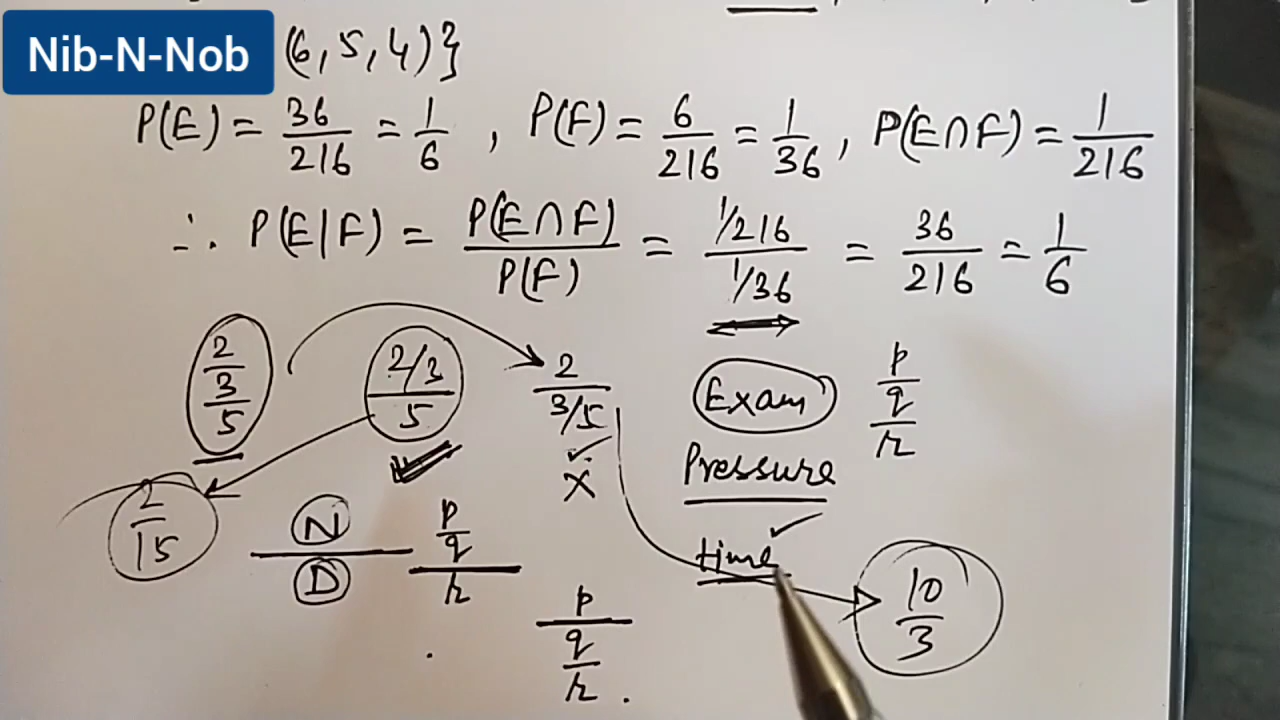 Nib-N-Nob
(6,5,4)}
P(E) = 36/216 = 1/6 , P(F) = 6/216 = 1/36 , P(E∩F) = 1/216
∴ P(E|F) = P(E∩F)/P(F) = (1/216)/(1/36) = 36/216 = 1/6
2
3
5
2/3
5
2
3/5
✓
x
Exam
p
q
r
Pressure
time ✓
2
15
N
D
p
q
r
p
q
r .
10
3